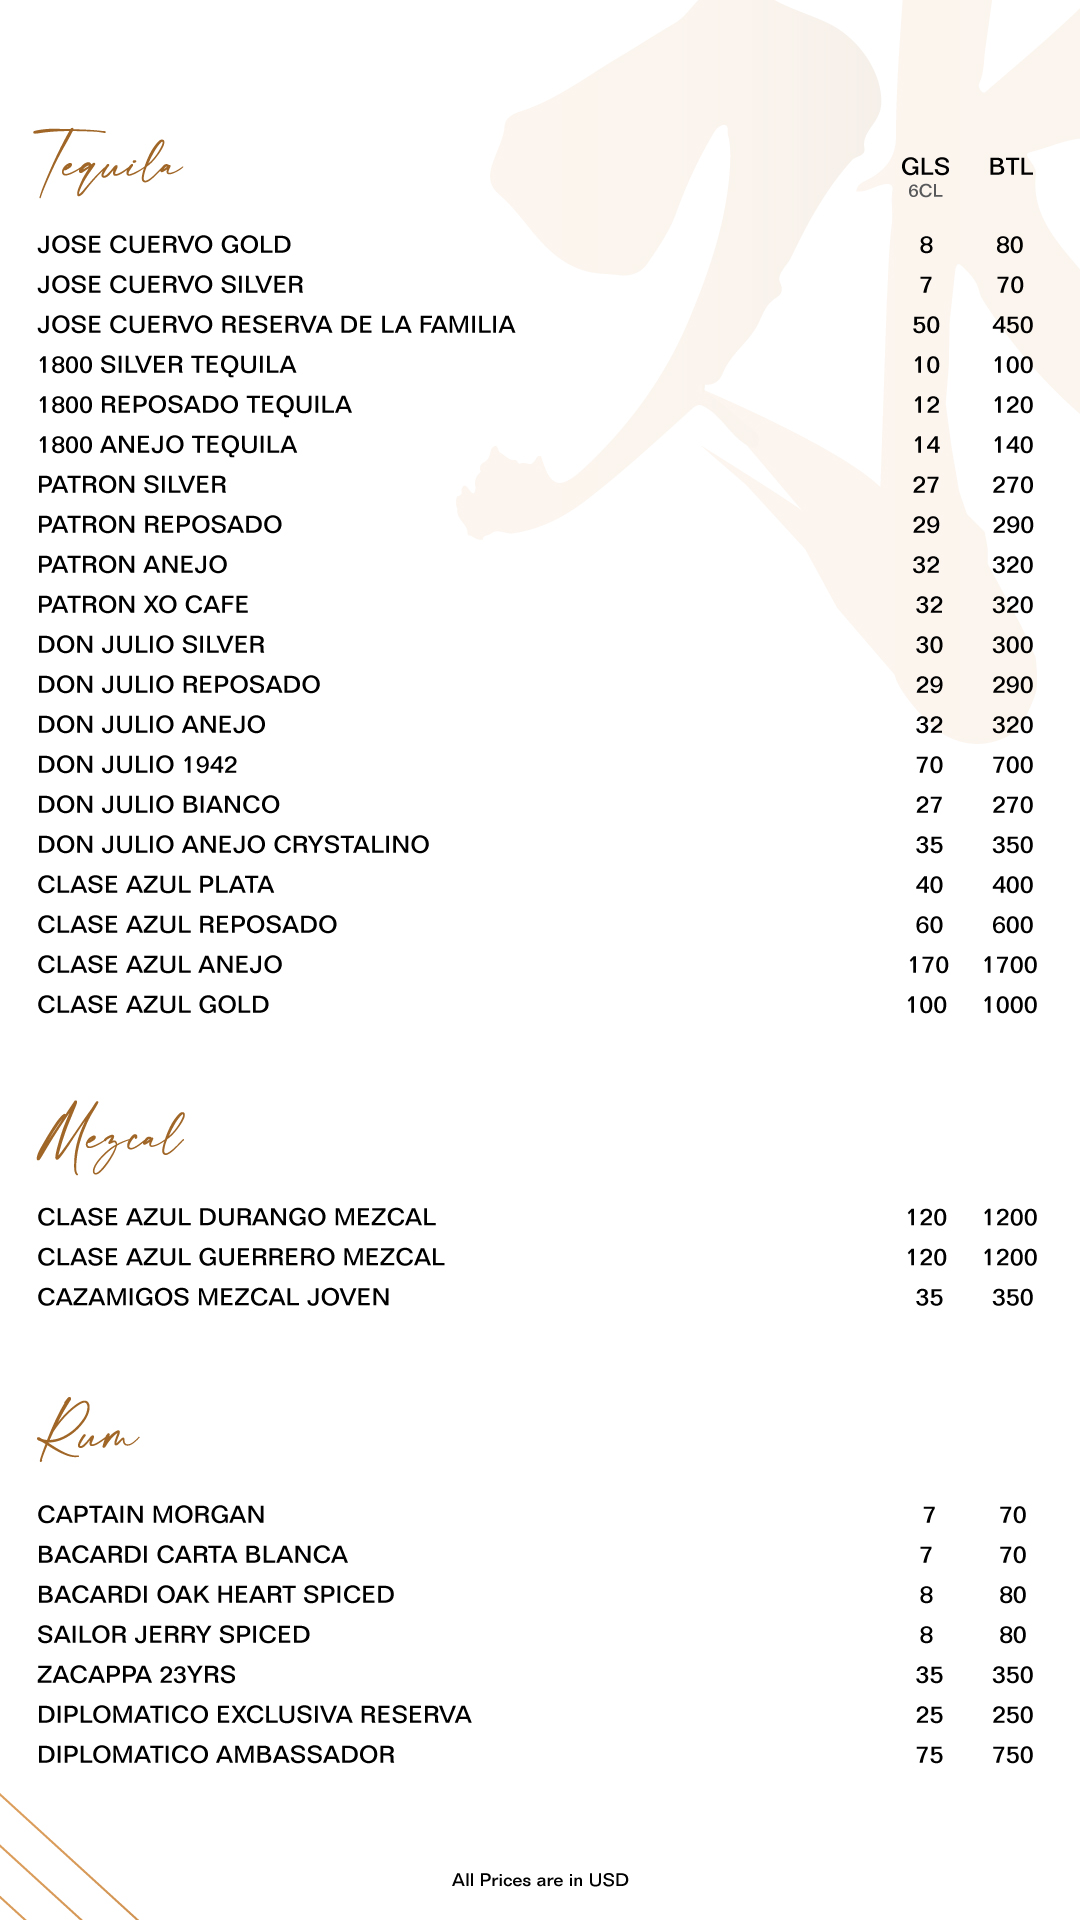 Tequila
GLS BTL
6CL
JOSE CUERVO GOLD 8 80
JOSE CUERVO SILVER 7 70
JOSE CUERVO RESERVA DE LA FAMILIA 50 450
1800 SILVER TEQUILA 10 100
1800 REPOSADO TEQUILA 12 120
1800 ANEJO TEQUILA 14 140
PATRON SILVER 27 270
PATRON REPOSADO 29 290
PATRON ANEJO 32 320
PATRON XO CAFE 32 320
DON JULIO SILVER 30 300
DON JULIO REPOSADO 29 290
DON JULIO ANEJO 32 320
DON JULIO 1942 70 700
DON JULIO BIANCO 27 270
DON JULIO ANEJO CRYSTALINO 35 350
CLASE AZUL PLATA 40 400
CLASE AZUL REPOSADO 60 600
CLASE AZUL ANEJO 170 1700
CLASE AZUL GOLD 100 1000
Mezcal
CLASE AZUL DURANGO MEZCAL 120 1200
CLASE AZUL GUERRERO MEZCAL 120 1200
CAZAMIGOS MEZCAL JOVEN 35 350
Rum
CAPTAIN MORGAN 7 70
BACARDI CARTA BLANCA 7 70
BACARDI OAK HEART SPICED 8 80
SAILOR JERRY SPICED 8 80
ZACAPPA 23YRS 35 350
DIPLOMATICO EXCLUSIVA RESERVA 25 250
DIPLOMATICO AMBASSADOR 75 750
All Prices are in USD